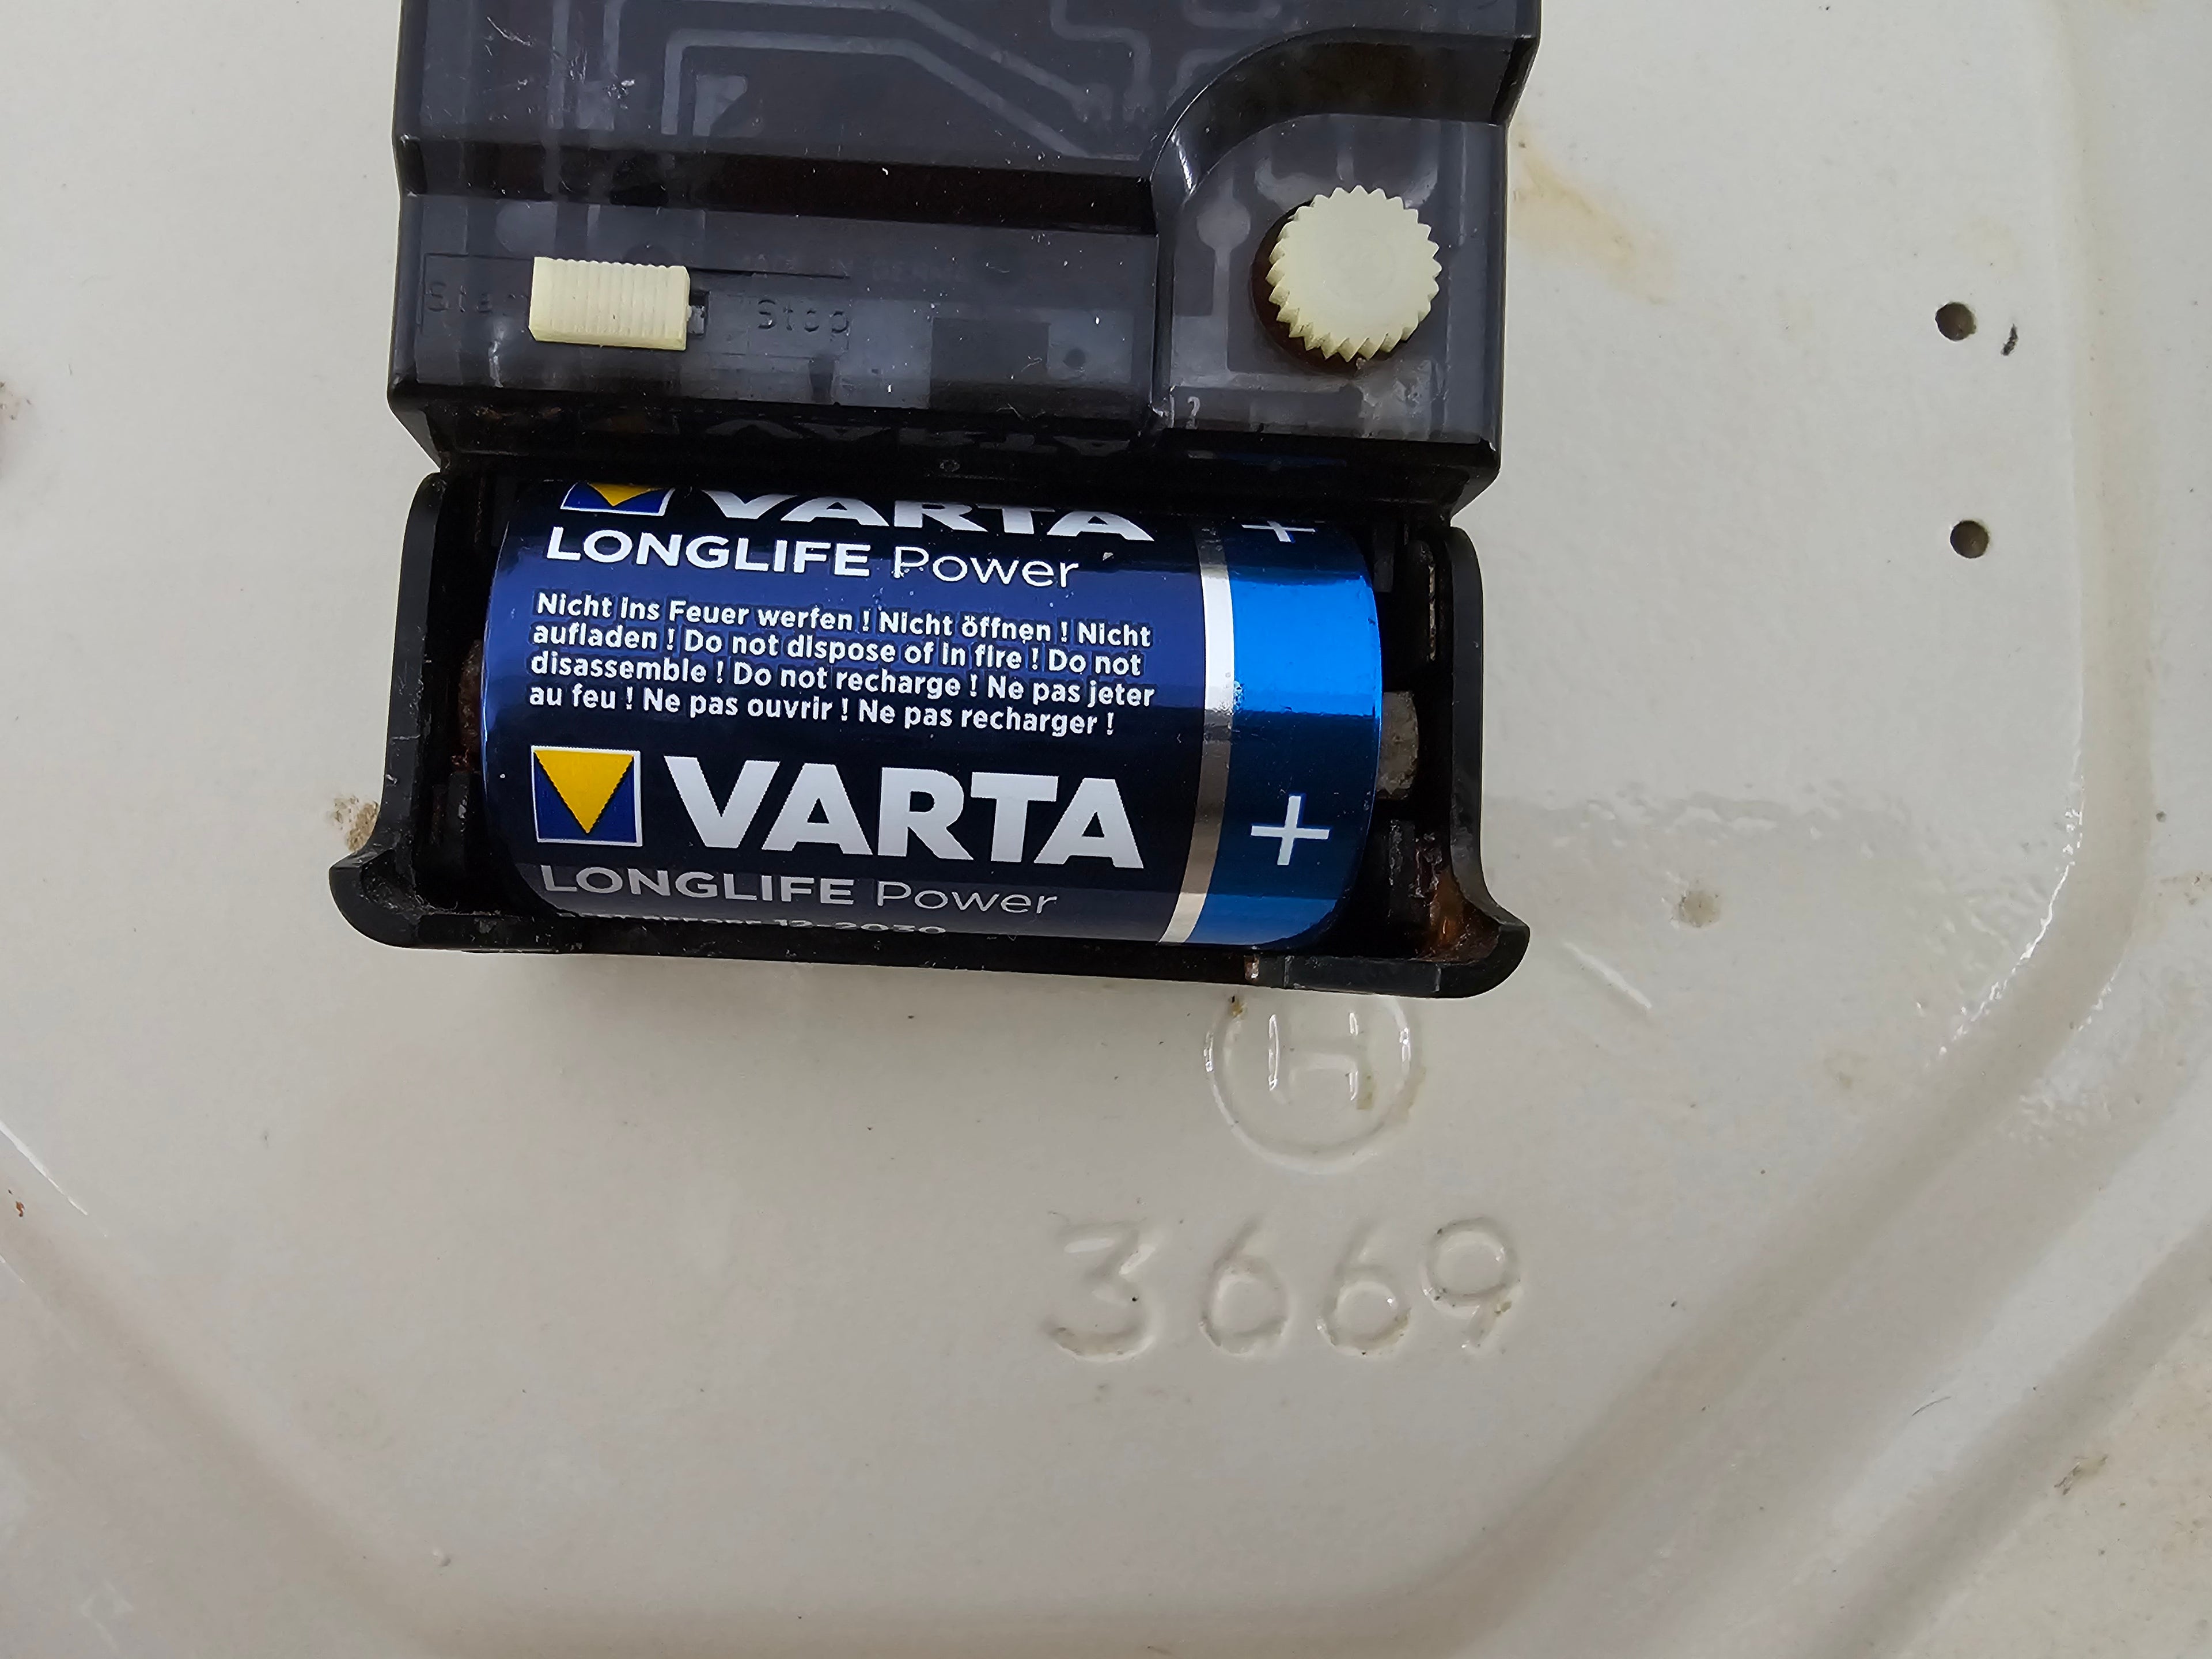 Stop
VARTA
+
LONGLIFE Power
Nicht ins Feuer werfen ! Nicht öffnen ! Nicht
aufladen ! Do not dispose of in fire ! Do not
disassemble ! Do not recharge ! Ne pas jeter
au feu ! Ne pas ouvrir ! Ne pas recharger !
VARTA
+
LONGLIFE Power
12-2030
H
3669